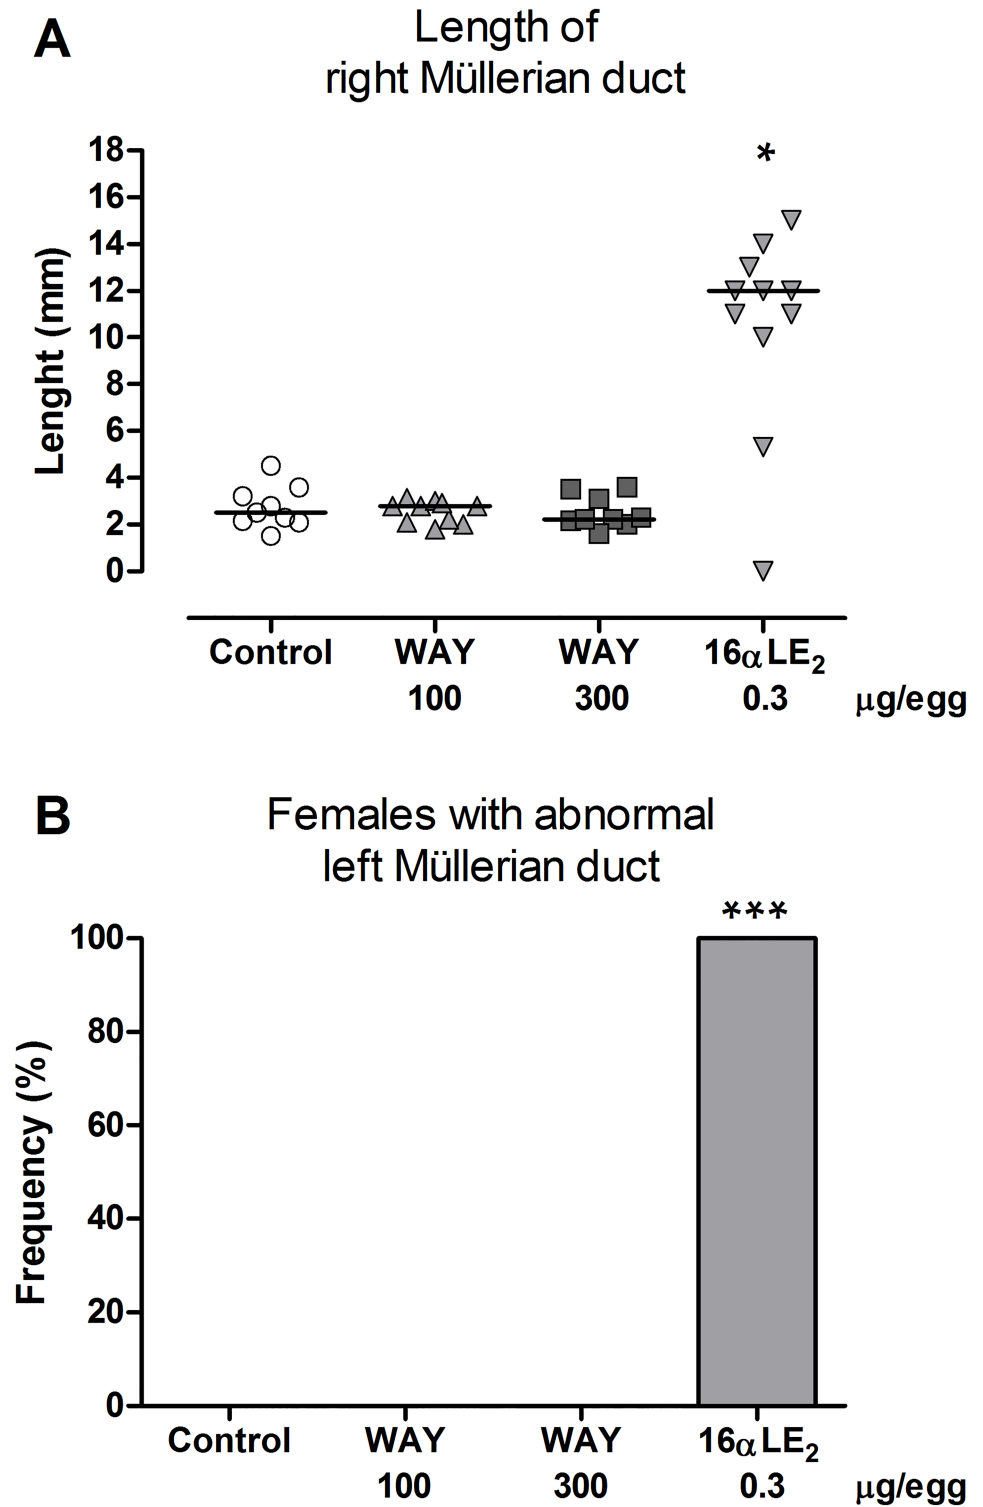 A
Length of
right Müllerian duct
*
18
16
14
12
10
8
6
4
2
0
Lenght (mm)
Control WAY WAY 16αLE2
100 300 0.3 µg/egg
B
Females with abnormal
left Müllerian duct
***
100
80
60
40
20
0
Frequency (%)
Control WAY WAY 16αLE2
100 300 0.3 µg/egg